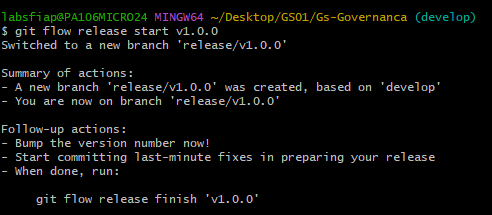 labsfiap@PA1O6MICRO24 MINGW64 ~/Desktop/GSO1/Gs-Governanca (develop)
$ git flow release start v1.0.0
Switched to a new branch 'release/v1.0.0'
Summary of actions:
- A new branch 'release/v1.0.0' was created, based on 'develop'
- You are now on branch 'release/v1.0.0'
Follow-up actions:
- Bump the version number now!
- Start committing last-minute fixes in preparing your release
- When done, run:
git flow release finish 'v1.0.0'